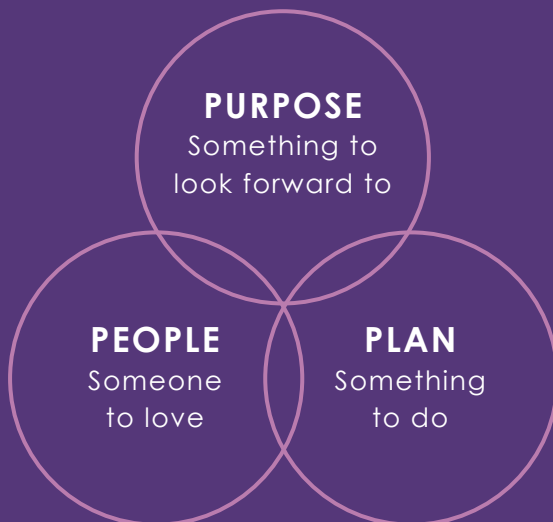 PURPOSE
Something to
look forward to
PEOPLE
Someone
to love
PLAN
Something
to do